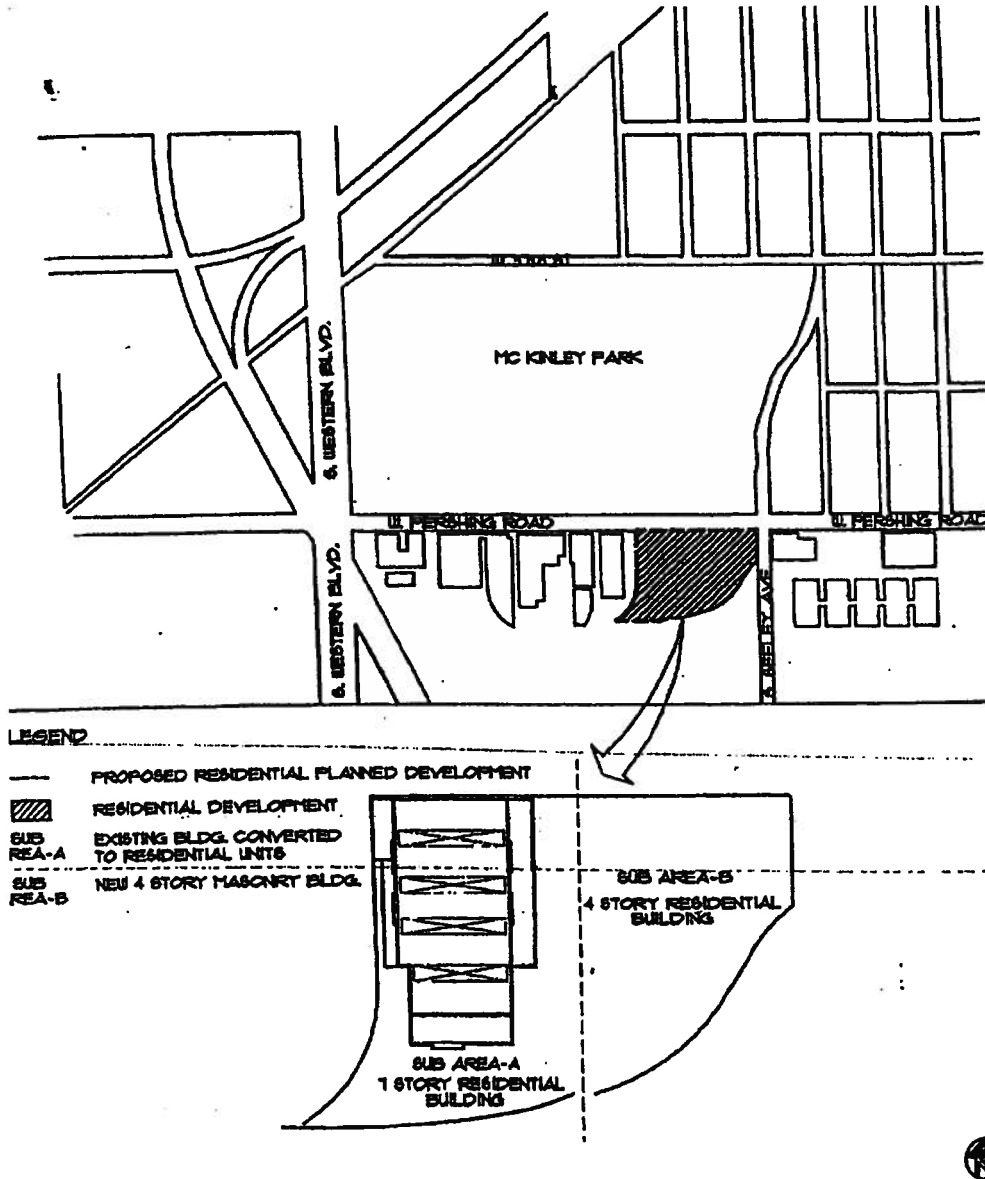 MC KINLEY PARK
S. WESTERN BLVD.
W. PERSHING ROAD
W. PERSHING ROAD
S. WESTERN BLVD.
S. SEELEY AVE
LEGEND
PROPOSED RESIDENTIAL PLANNED DEVELOPMENT
RESIDENTIAL DEVELOPMENT
SUB
REA-A
EXISTING BLDG. CONVERTED
TO RESIDENTIAL UNITS
SUB
REA-B
NEW 4 STORY MASONRY BLDG.
SUB AREA-B
4 STORY RESIDENTIAL
BUILDING
SUB AREA-A
STORY RESIDENTIAL
BUILDING
N